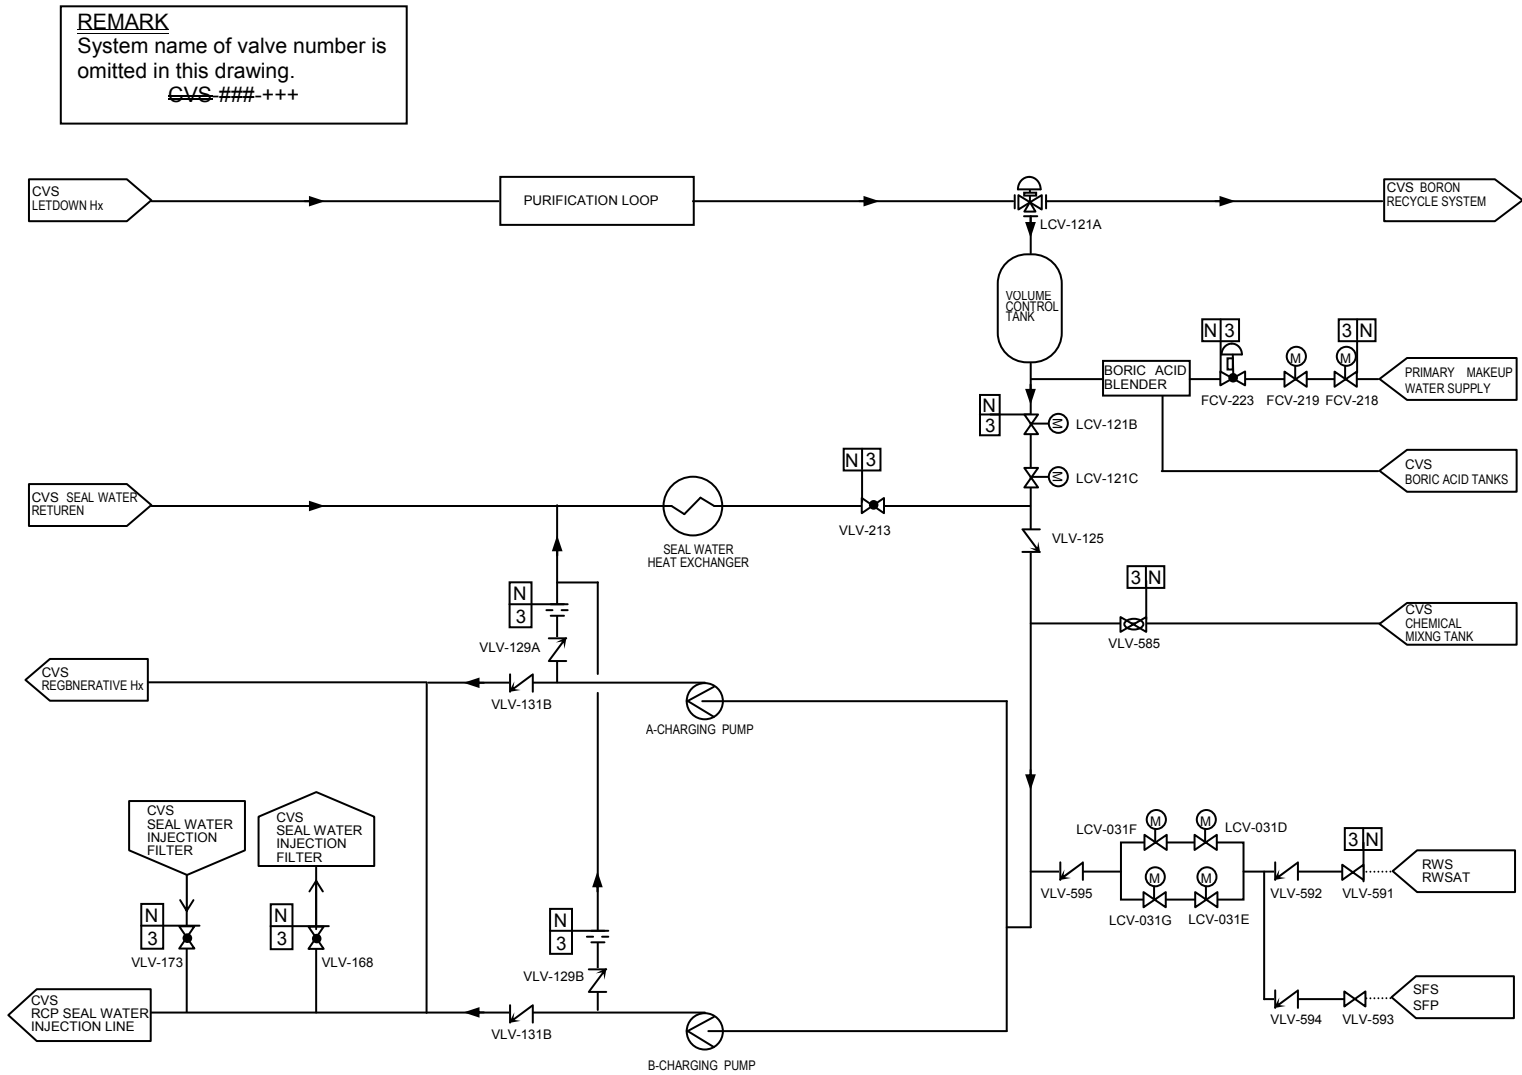 REMARK
System name of valve number is
omitted in this drawing.
CVS-###-+++
CVS
LETDOWN Hx
PURIFICATION LOOP
LCV-121A
CVS BORON
RECYCLE SYSTEM
VOLUME
CONTROL
TANK
N 3
3 N
BORIC ACID
BLENDER
FCV-223
FCV-219
M
FCV-218
M
PRIMARY MAKEUP
WATER SUPPLY
N
3
M
LCV-121B
M
LCV-121C
CVS
BORIC ACID TANKS
CVS SEAL WATER
RETUREN
SEAL WATER
HEAT EXCHANGER
N 3
VLV-213
VLV-125
3 N
VLV-585
CVS
CHEMICAL
MIXNG TANK
N
3
VLV-129A
CVS
REGBNERATIVE Hx
VLV-131B
A-CHARGING PUMP
CVS
SEAL WATER
INJECTION
FILTER
CVS
SEAL WATER
INJECTION
FILTER
LCV-031F
M
M
LCV-031D
VLV-595
M
LCV-031G
M
LCV-031E
VLV-592
3 N
VLV-591
RWS
RWSAT
N
3
VLV-173
N
3
VLV-168
N
3
VLV-129B
CVS
RCP SEAL WATER
INJECTION LINE
VLV-131B
B-CHARGING PUMP
VLV-594
VLV-593
SFS
SFP